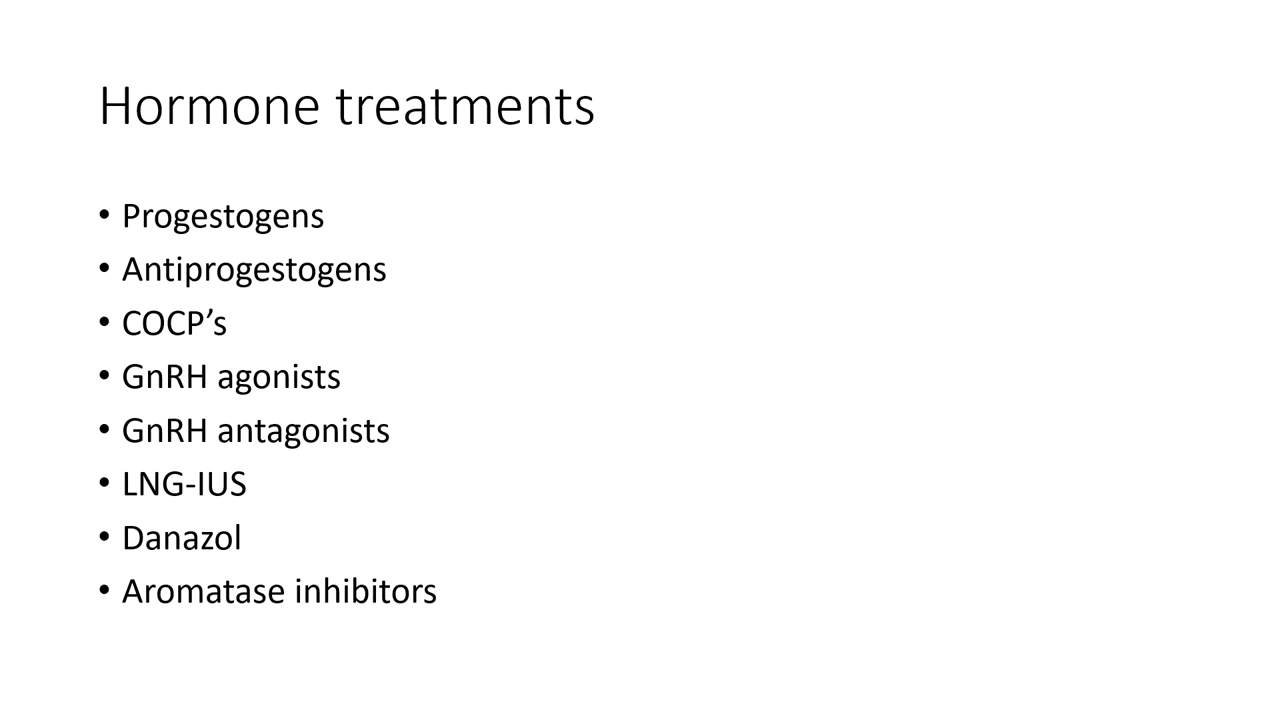 Hormone treatments
• Progestogens
• Antiprogestogens
• COCP’s
• GnRH agonists
• GnRH antagonists
• LNG-IUS
• Danazol
• Aromatase inhibitors